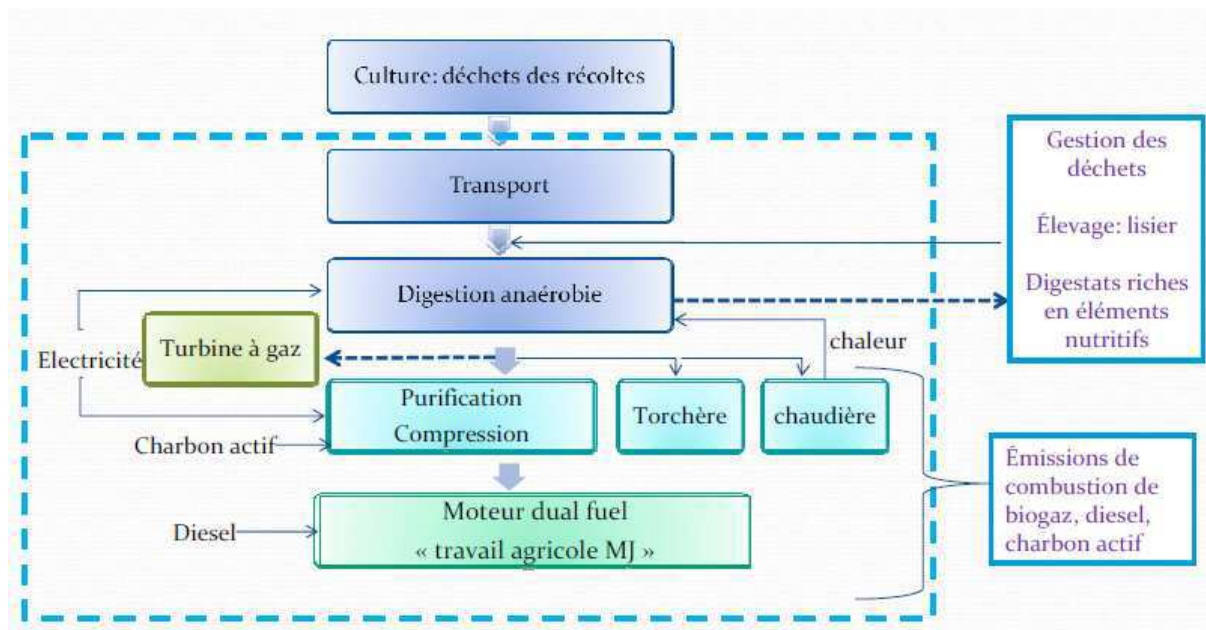 Culture: déchets des récoltes
Transport
Gestion des
déchets
Élevage: lisier
Digestats riches
en éléments
nutritifs
Digestion anaérobie
Turbine à gaz
Electricité
chaleur
Purification
Compression
Torchère
chaudière
Charbon actif
Moteur dual fuel
« travail agricole MJ »
Diesel
Émissions de
combustion de
biogaz, diesel,
charbon actif